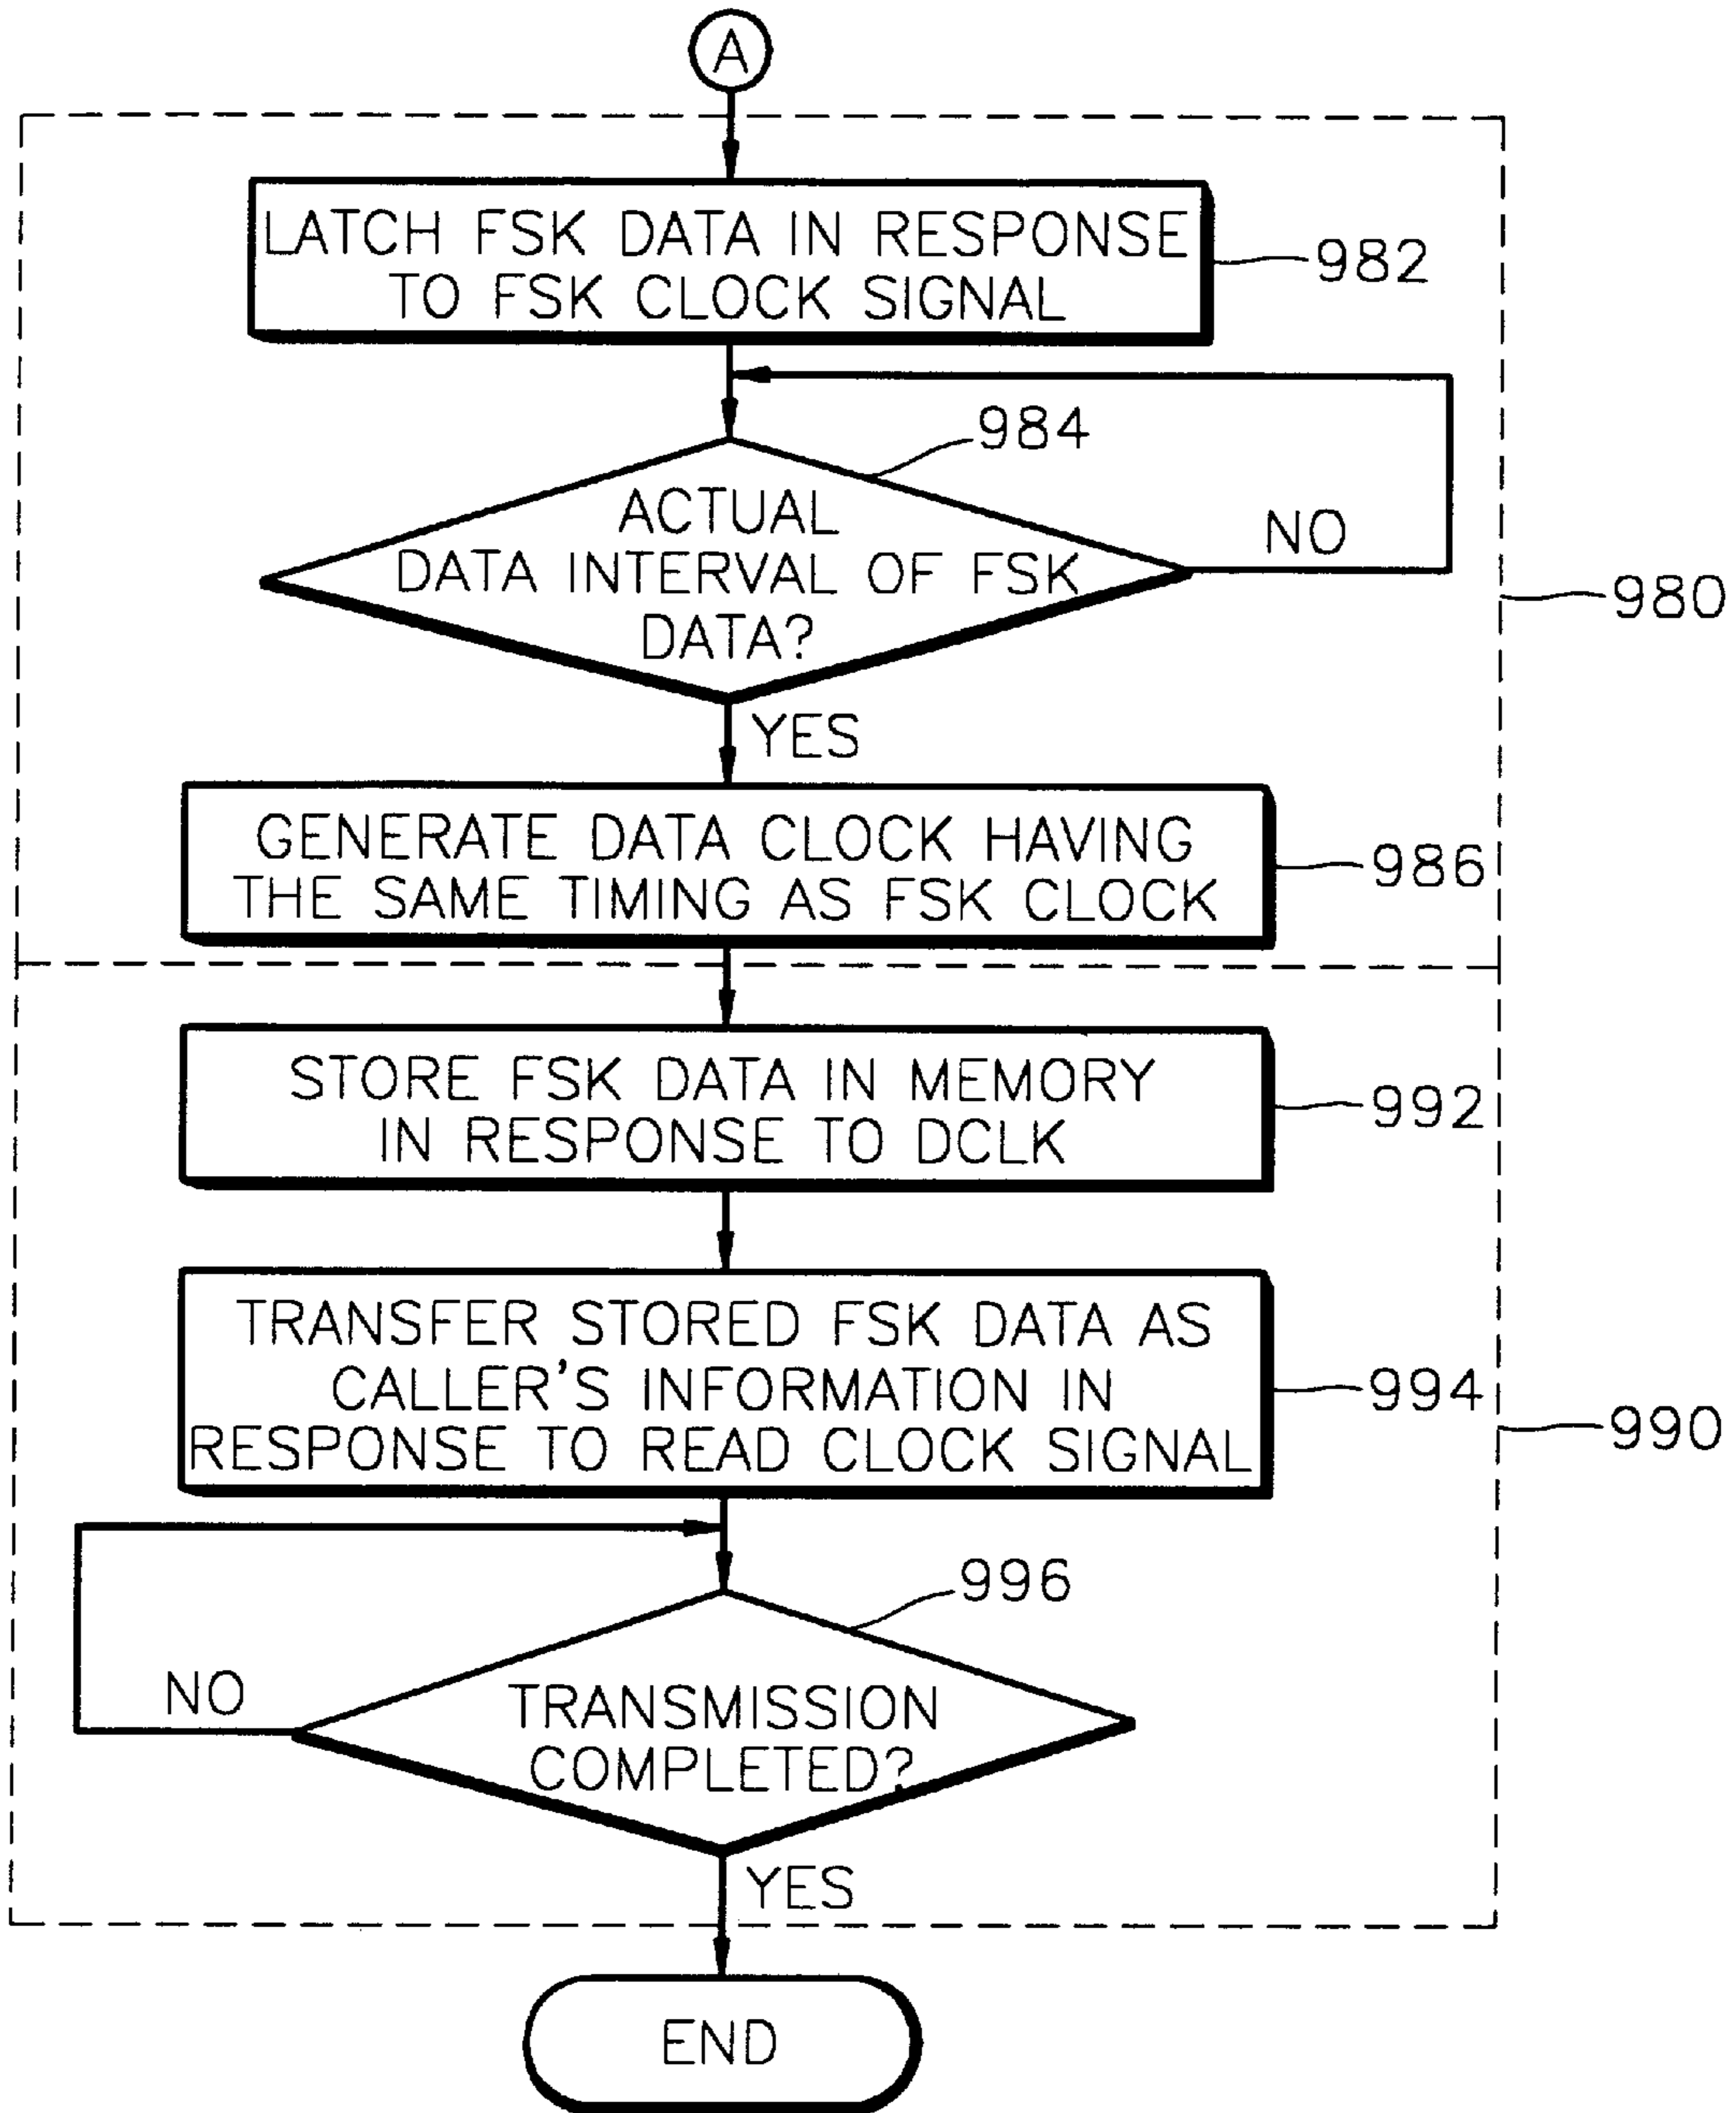 A
LATCH FSK DATA IN RESPONSE
TO FSK CLOCK SIGNAL
982
984
ACTUAL
DATA INTERVAL OF FSK
DATA?
NO
980
YES
GENERATE DATA CLOCK HAVING
THE SAME TIMING AS FSK CLOCK
986
STORE FSK DATA IN MEMORY
IN RESPONSE TO DCLK
992
TRANSFER STORED FSK DATA AS
CALLER'S INFORMATION IN
RESPONSE TO READ CLOCK SIGNAL
994
990
996
NO
TRANSMISSION
COMPLETED?
YES
END